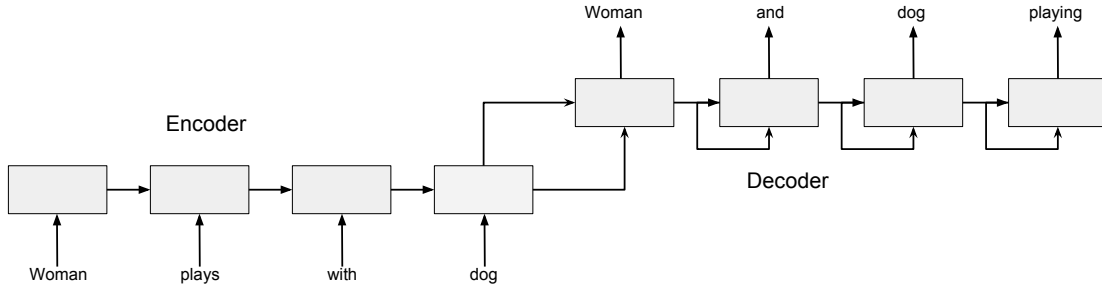 Woman and dog playing
Encoder
Decoder
Woman plays with dog